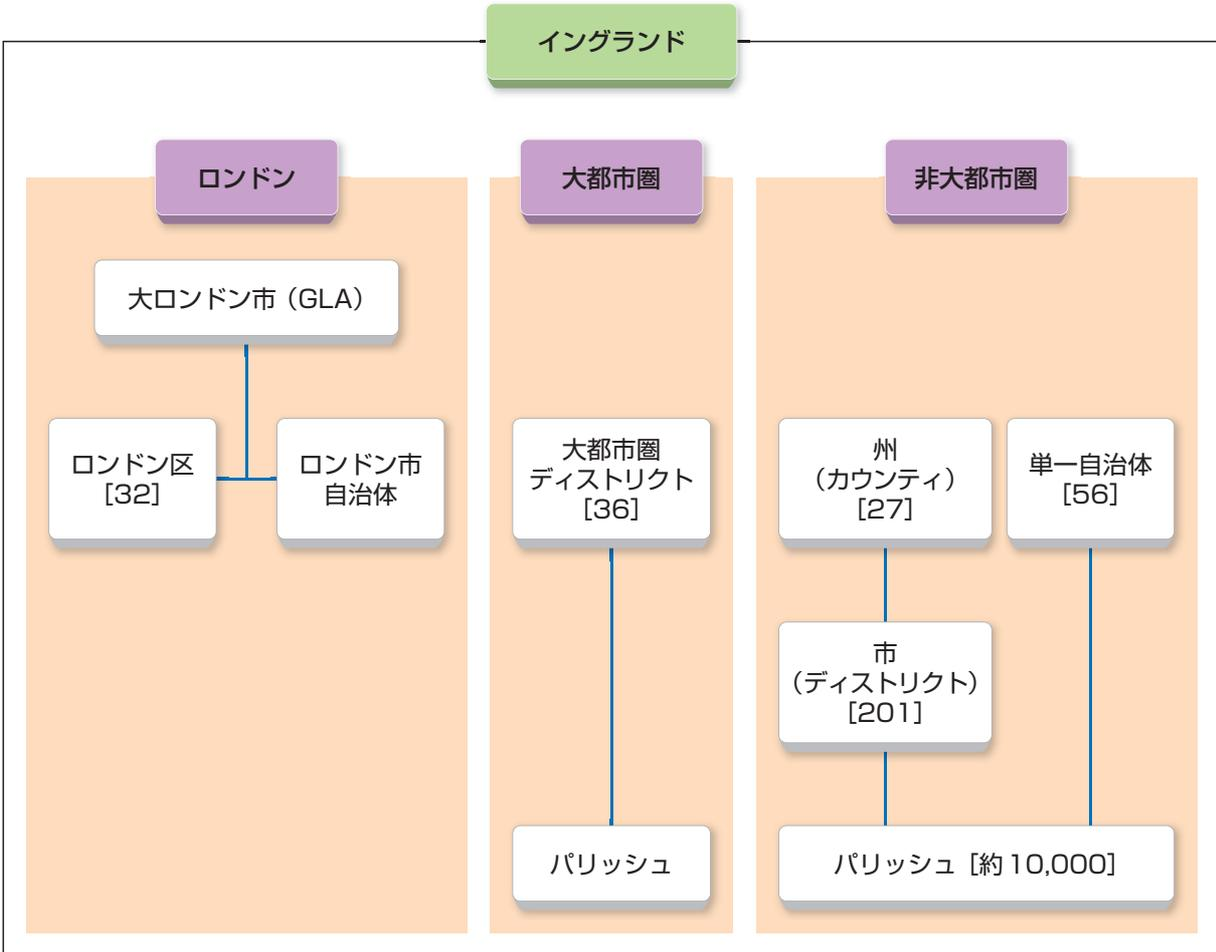 イングランド
ロンドン
大ロンドン市（GLA）
ロンドン区
［32］
ロンドン市
自治体
大都市圏
大都市圏
ディストリクト
［36］
パリッシュ
非大都市圏
州
（カウンティ）
［27］
単一自治体
［56］
市
（ディストリクト）
［201］
パリッシュ［約10,000］